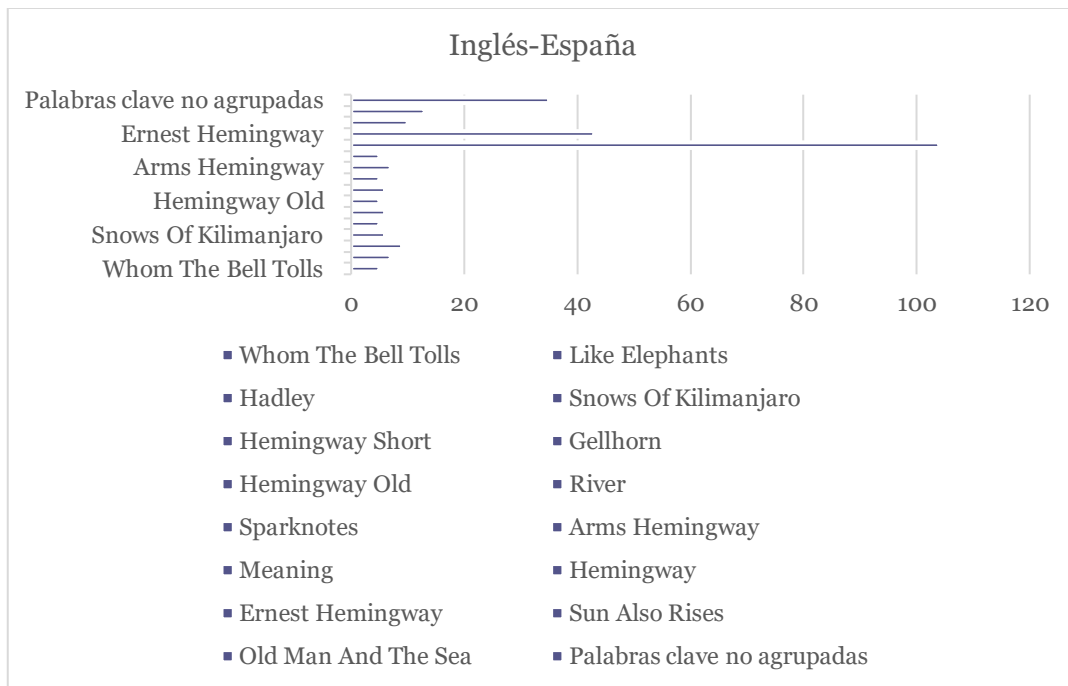 Inglés-España
Palabras clave no agrupadas
Ernest Hemingway
Arms Hemingway
Hemingway Old
Snows Of Kilimanjaro
Whom The Bell Tolls
0 20 40 60 80 100 120
Whom The Bell Tolls Like Elephants
Hadley Snows Of Kilimanjaro
Hemingway Short Gellhorn
Hemingway Old River
Sparknotes Arms Hemingway
Meaning Hemingway
Ernest Hemingway Sun Also Rises
Old Man And The Sea Palabras clave no agrupadas